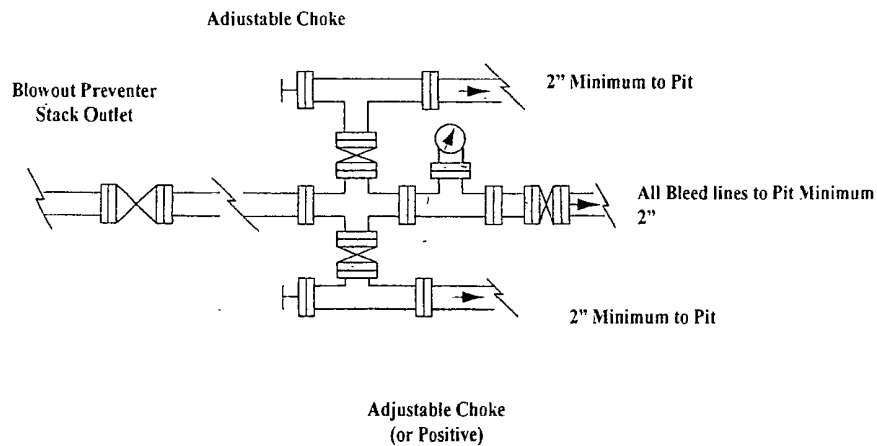 Adjustable Choke
Blowout Preventer
Stack Outlet
2" Minimum to Pit
All Bleed lines to Pit Minimum
2"
2" Minimum to Pit
Adjustable Choke
(or Positive)